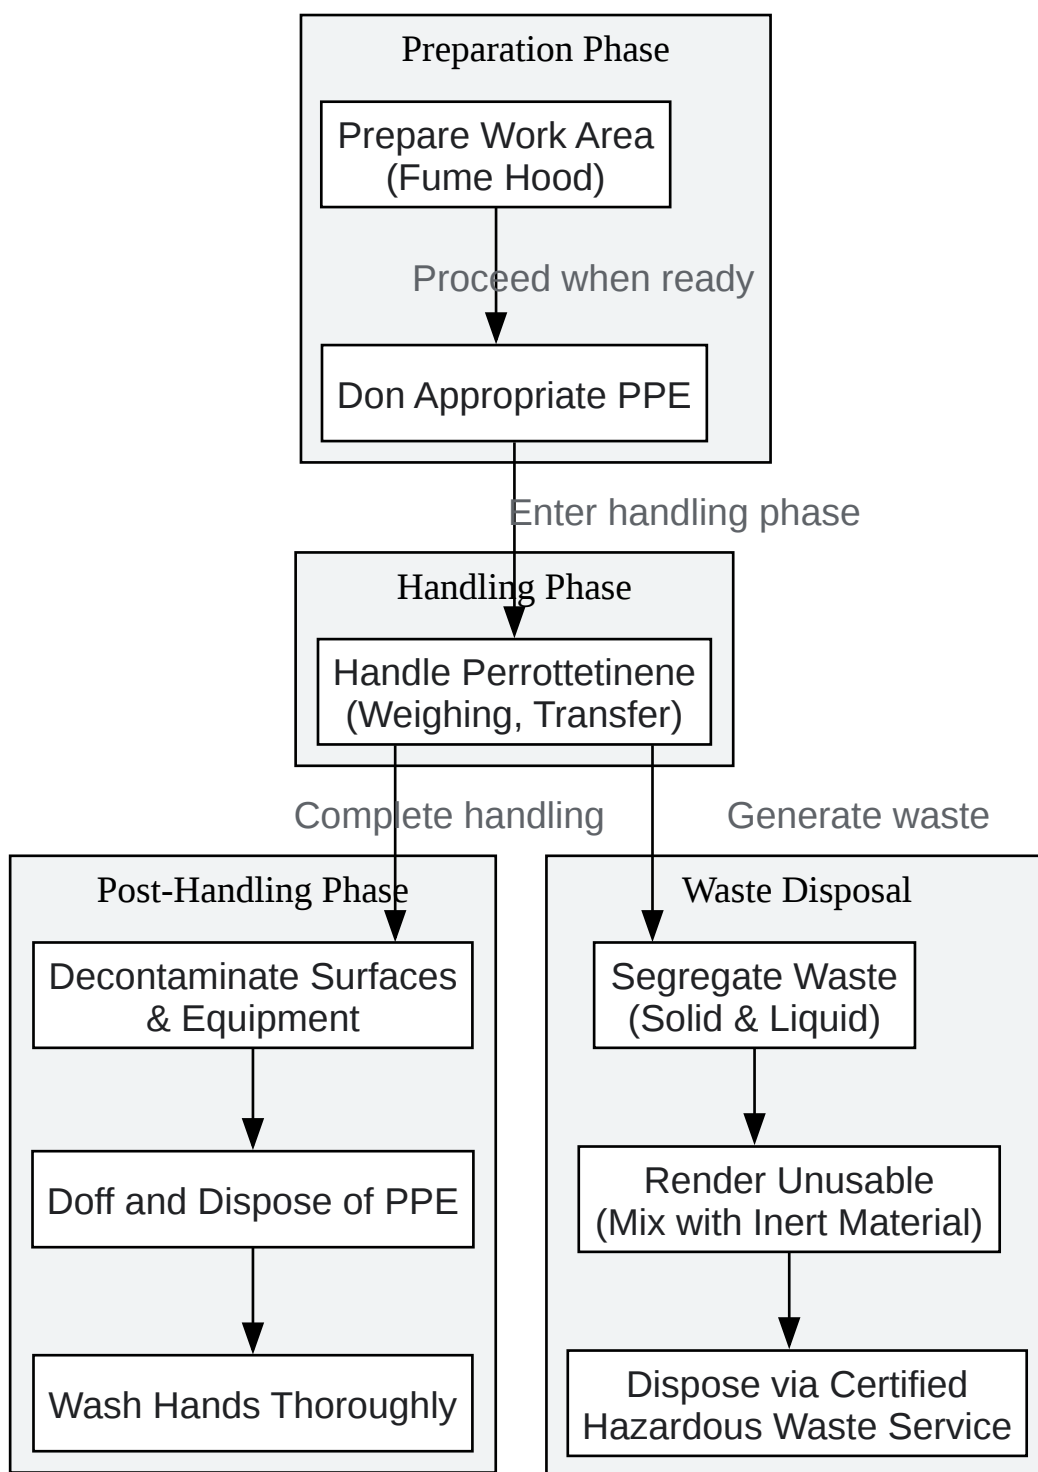 Preparation Phase
Prepare Work Area
(Fume Hood)
Proceed when ready
Don Appropriate PPE
Enter handling phase
Handling Phase
Handle Perrottetinene
(Weighing, Transfer)
Complete handling
Generate waste
Post-Handling Phase
Decontaminate Surfaces
& Equipment
Doff and Dispose of PPE
Wash Hands Thoroughly
Waste Disposal
Segregate Waste
(Solid & Liquid)
Render Unusable
(Mix with Inert Material)
Dispose via Certified
Hazardous Waste Service